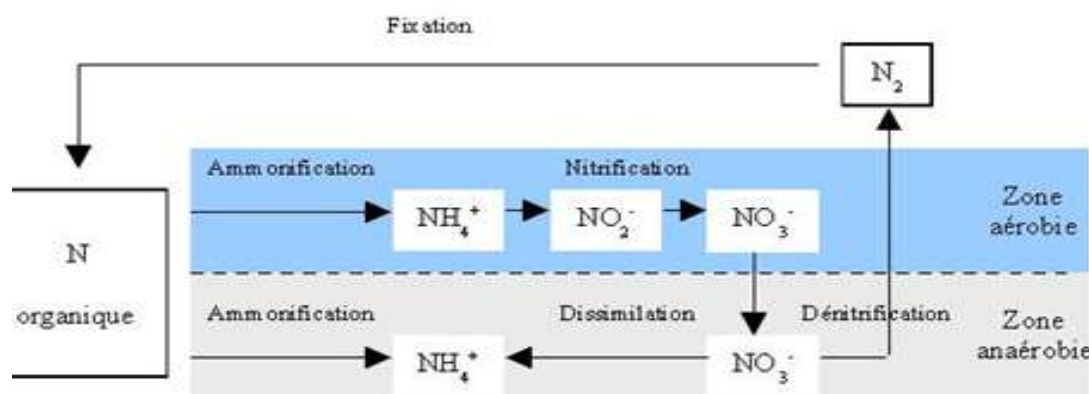 Fixation
N₂
Ammonification
Nitrification
NH₄⁺
NO₂⁻
NO₃⁻
Zone
aérobie
N
organique
Ammonification
Dissimilation
Dénitrification
Zone
anaérobie
NH₄⁺
NO₃⁻